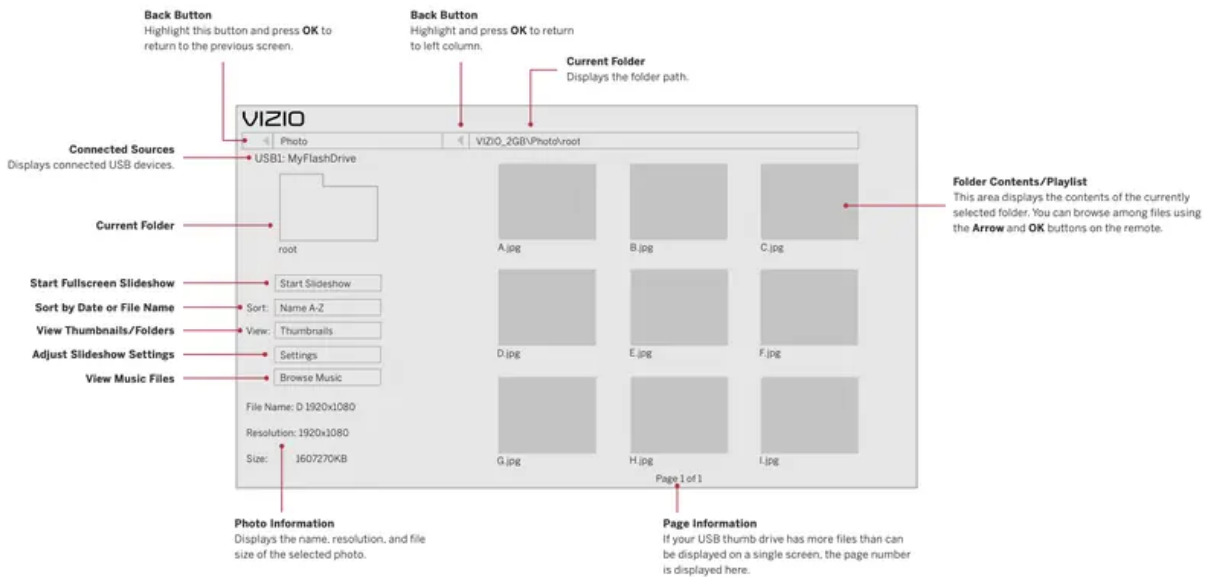 Back Button
Highlight this button and press OK to
return to the previous screen.
Back Button
Highlight and press OK to return
to left column.
Current Folder
Displays the folder path.
VIZIO
Photo
VIZIO_2GB\Photo\root
Connected Sources
Displays connected USB devices.
USB1: MyFlashDrive
Current Folder
root
Start Fullscreen Slideshow
Start Slideshow
Sort by Date or File Name
Sort: Name A-Z
View Thumbnails/Folders
View: Thumbnails
Adjust Slideshow Settings
Settings
View Music Files
Browse Music
File Name: D 1920x1080
Resolution: 1920x1080
Size: 1607270KB
A.jpg B.jpg C.jpg
D.jpg E.jpg F.jpg
G.jpg H.jpg I.jpg
Page 1 of 1
Folder Contents/Playlist
This area displays the contents of the currently
selected folder. You can browse among files using
the Arrow and OK buttons on the remote.
Photo Information
Displays the name, resolution, and file
size of the selected photo.
Page Information
If your USB thumb drive has more files than can
be displayed on a single screen, the page number
is displayed here.